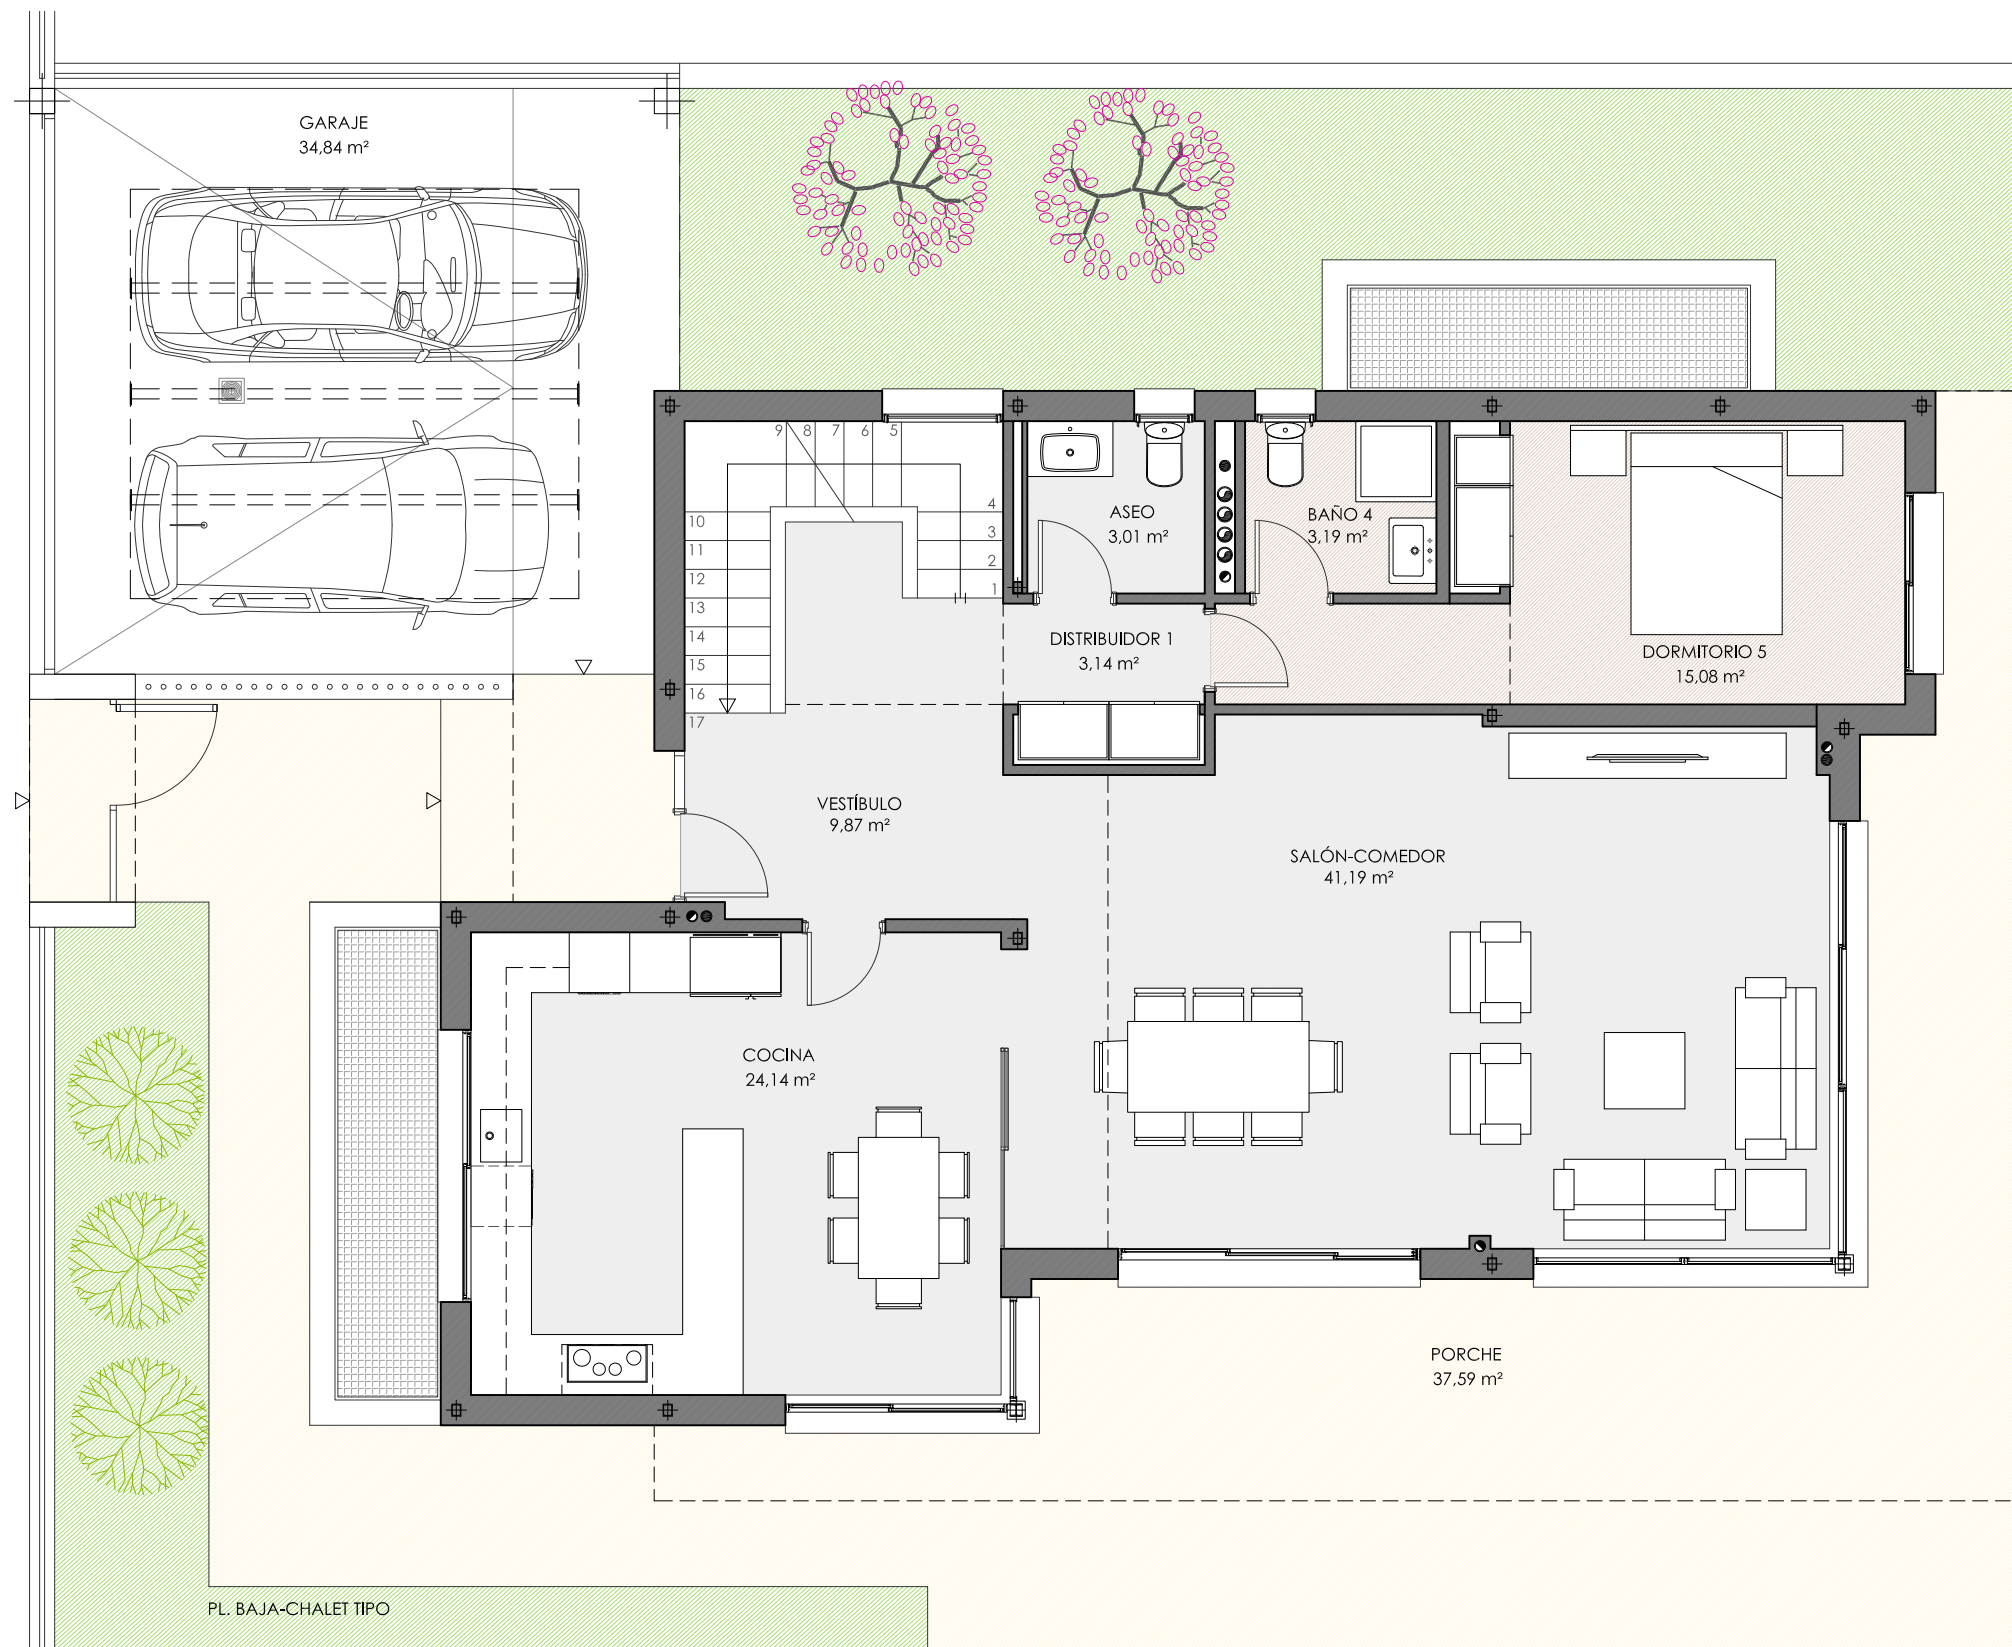 GARAJE
34,84 m²
9 8 7 6 5
4
3
2
1
10
11
12
13
14
15
16
17
ASEO
3,01 m²
BAÑO 4
3,19 m²
DISTRIBUIDOR 1
3,14 m²
DORMITORIO 5
15,08 m²
VESTÍBULO
9,87 m²
SALÓN-COMEDOR
41,19 m²
COCINA
24,14 m²
PORCHE
37,59 m²
PL. BAJA-CHALET TIPO